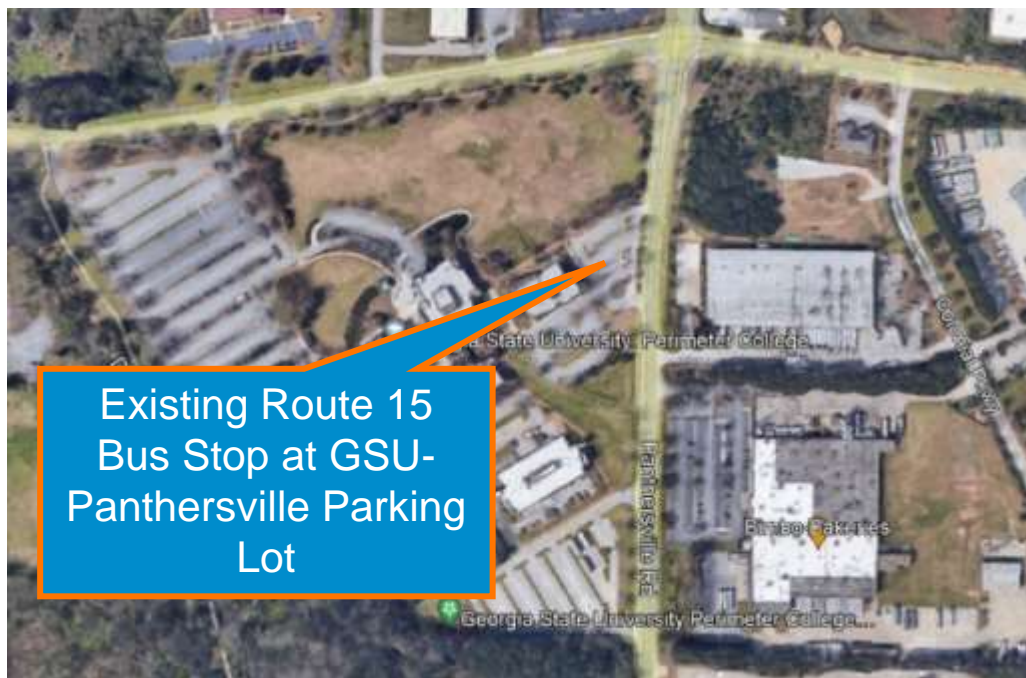 Georgia State University Perimeter College...
Existing Route 15
Bus Stop at GSU-
Panthersville Parking
Lot
Panthersville Rd
Bimbo Bakeries
Georgia State University Perimeter College...